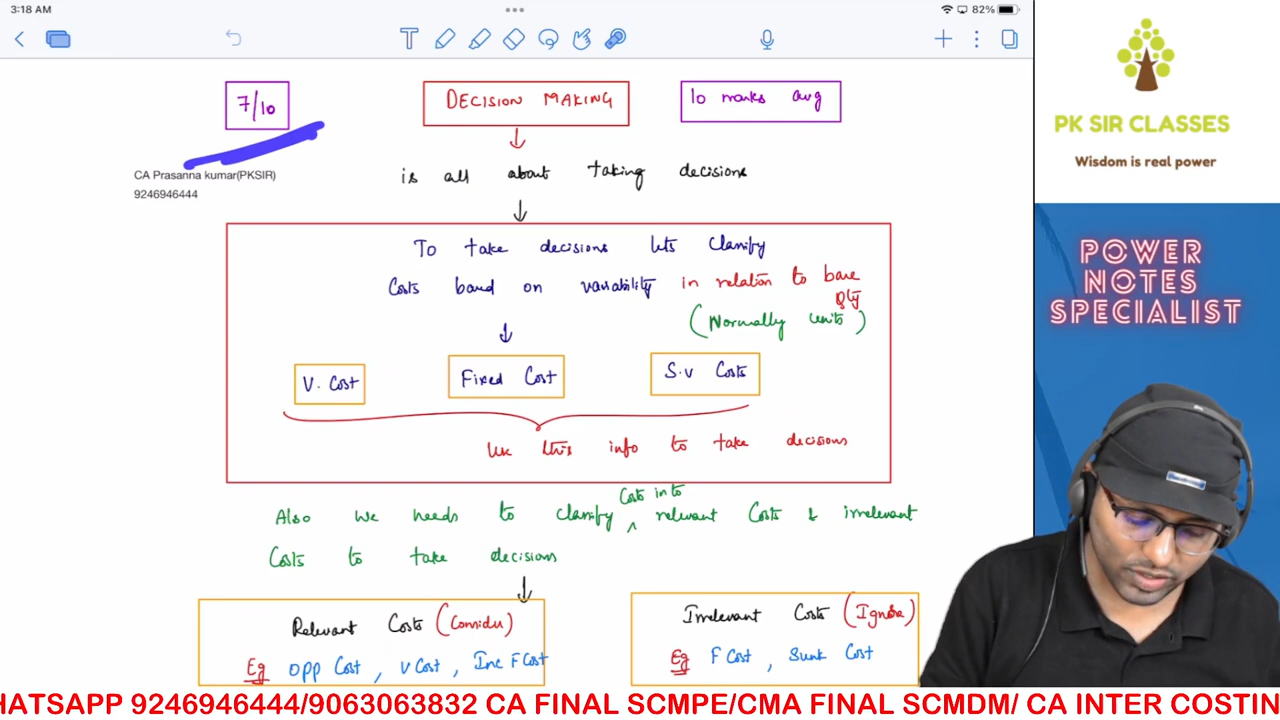 3:18 AM
82%
7/10
DECISION MAKING
10 marks avg
CA Prasanna kumar(PKSIR)
9246946444
is all about taking decisions
To take decisions lets Classify
Costs based on variability in relation to base
Qty
(Normally units)
V. Cost
Fixed Cost
S.V Costs
Use this info to take decisions
Costs into
Also we needs to classify ^ relevant Costs & irrelevant
Costs to take decisions
Relevant Costs (Consider)
Eg Opp Cost, V Cost, Inc F Cost
Irrelevant Costs (Ignore)
Eg F Cost, Sunk Cost
PK SIR CLASSES
Wisdom is real power
POWER
NOTES
SPECIALIST
HATSAPP 9246946444/9063063832 CA FINAL SCMPE/CMA FINAL SCMDM/ CA INTER COSTIN